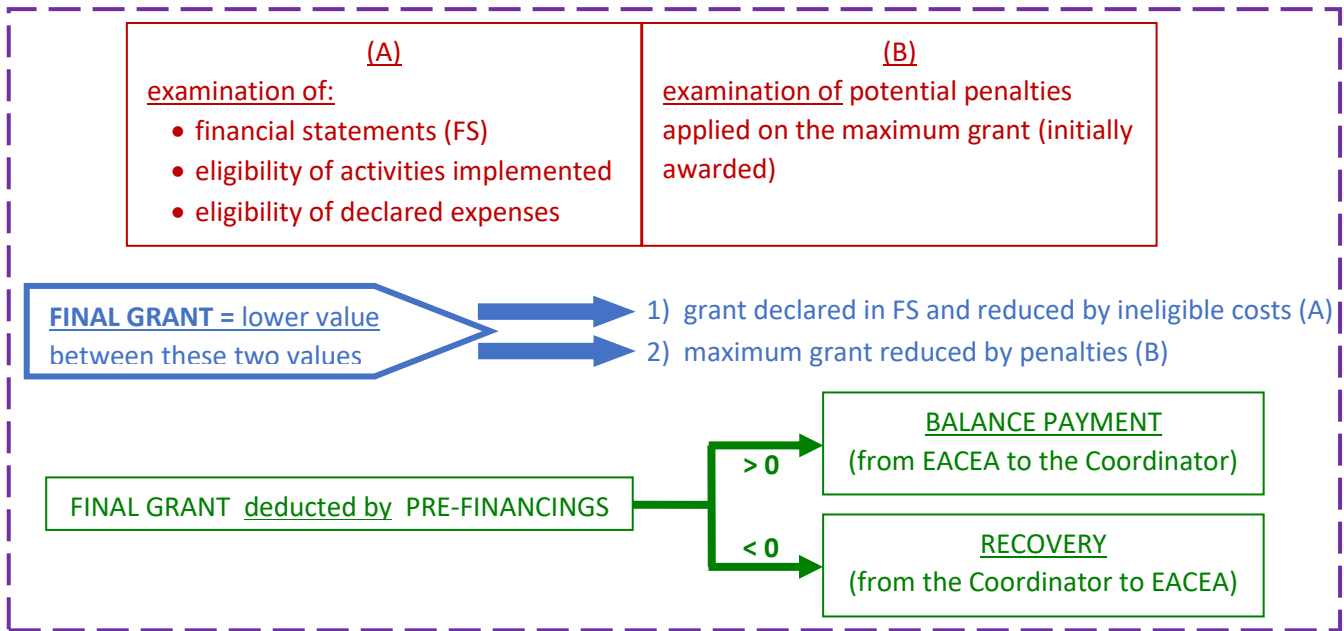 (A)
examination of:
• financial statements (FS)
• eligibility of activities implemented
• eligibility of declared expenses
(B)
examination of potential penalties
applied on the maximum grant (initially
awarded)
FINAL GRANT = lower value
between these two values
1) grant declared in FS and reduced by ineligible costs (A)
2) maximum grant reduced by penalties (B)
FINAL GRANT deducted by PRE-FINANCINGS
> 0
BALANCE PAYMENT
(from EACEA to the Coordinator)
< 0
RECOVERY
(from the Coordinator to EACEA)